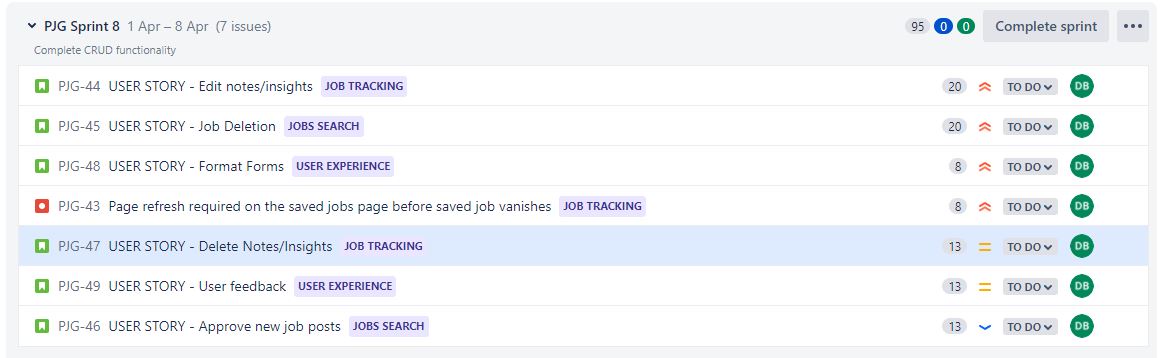 PJG Sprint 8 1 Apr – 8 Apr (7 issues) 95 0 0 Complete sprint
Complete CRUD functionality
PJG-44 USER STORY - Edit notes/insights JOB TRACKING 20 TO DO DB
PJG-45 USER STORY - Job Deletion JOBS SEARCH 20 TO DO DB
PJG-48 USER STORY - Format Forms USER EXPERIENCE 8 TO DO DB
PJG-43 Page refresh required on the saved jobs page before saved job vanishes JOB TRACKING 8 TO DO DB
PJG-47 USER STORY - Delete Notes/Insights JOB TRACKING 13 TO DO DB
PJG-49 USER STORY - User feedback USER EXPERIENCE 13 TO DO DB
PJG-46 USER STORY - Approve new job posts JOBS SEARCH 13 TO DO DB